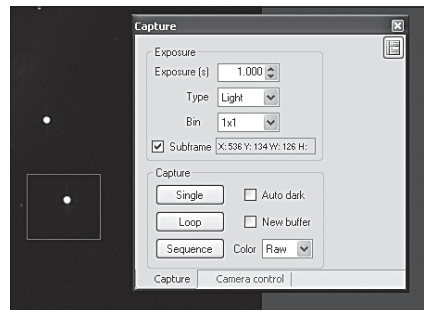 Capture
Exposure
Exposure (s) 1.000
Type Light
Bin 1x1
Subframe X: 536 Y: 134 W: 126 H:
Capture
Single Auto dark
Loop New buffer
Sequence Color Raw
Capture Camera control